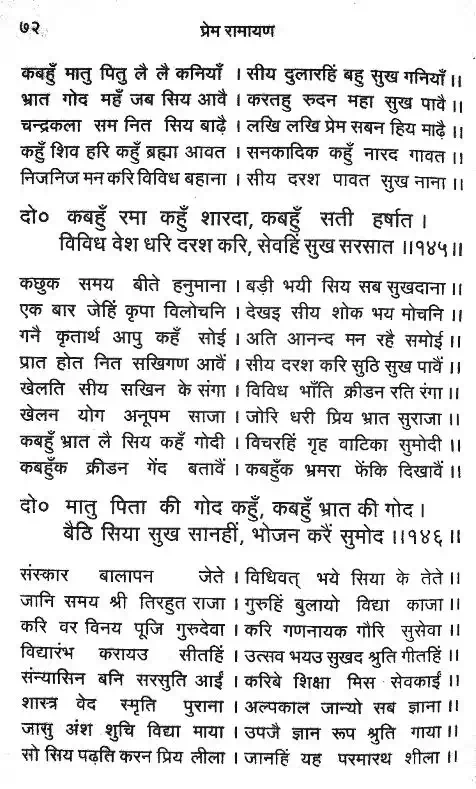 ७२
प्रेम रामायण
कबहुँ मातु पितु लै लै कनियाँ । सीय दुलारहिं बहु सुख गनियाँ ।।
भ्रात गोद महँ जब सिय आवै । करतहु रुदन महा सुख पावै ।।
चन्द्रकला सम नित सिय बाढ़ै । लखि लखि प्रेम सबन हिय माढ़ै ।।
कहुँ शिव हरि कहुँ ब्रह्मा आवत । सनकादिक कहुँ नारद गावत ।।
निजनिज मन करि विविध बहाना । सीय दरश पावत सुख नाना ।।
दो० कबहुँ रमा कहुँ शारदा, कबहुँ सती हर्षात ।
विविध वेश धरि दरश करि, सेवहिं सुख सरसात ।।१४५।।
कछुक समय बीते हनुमाना । बड़ी भयी सिय सब सुखदाना ।।
एक बार जेहिं कृपा विलोचनि । देखइ सीय शोक भय मोचनि ।।
गनै कृतार्थ आपु कहँ सोई । अति आनन्द मन रहै समोई ।।
प्रात होत नित सखिगण आवैं । सीय दरश करि सुठि सुख पावैं ।।
खेलति सीय सखिन के संगा । विविध भाँति क्रीडन रति रंगा ।।
खेलन योग अनूपम साजा । जोरि धरी प्रिय भ्रात सुराजा ।।
कबहुँ भ्रात लै सिय कहँ गोदी । विचरहिं गृह वाटिका सुमोदी ।।
कबहुँक क्रीडन गेंद बतावैं । कबहुँक भ्रमरा फेंकि दिखावैं ।।
दो० मातु पिता की गोद कहुँ, कबहुँ भ्रात की गोद ।
बैठि सिया सुख सानहीं, भोजन करैं सुमोद ।।१४६।।
संस्कार बालापन जेते । विधिवत् भये सिया के तेते ।।
जानि समय श्री तिरहुत राजा । गुरुहिं बुलायो विद्या काजा ।।
करि वर विनय पूजि गुरुदेवा । करि गणनायक गौरि सुसेवा ।।
विद्यारंभ करायउ सीतहिं । उत्सव भयउ सुखद श्रुति गीतहिं ।।
संन्यासिन बनि सरसुति आईं । करिबे शिक्षा मिस सेवकाईं ।।
शास्त्र वेद स्मृति पुराना । अल्पकाल जान्यो सब ज्ञाना ।।
जासु अंश शुचि विद्या माया । उपजै ज्ञान रूप श्रुति गाया ।।
सो सिय पढ़ति करन प्रिय लीला । जानहिं यह परमारथ शीला ।।